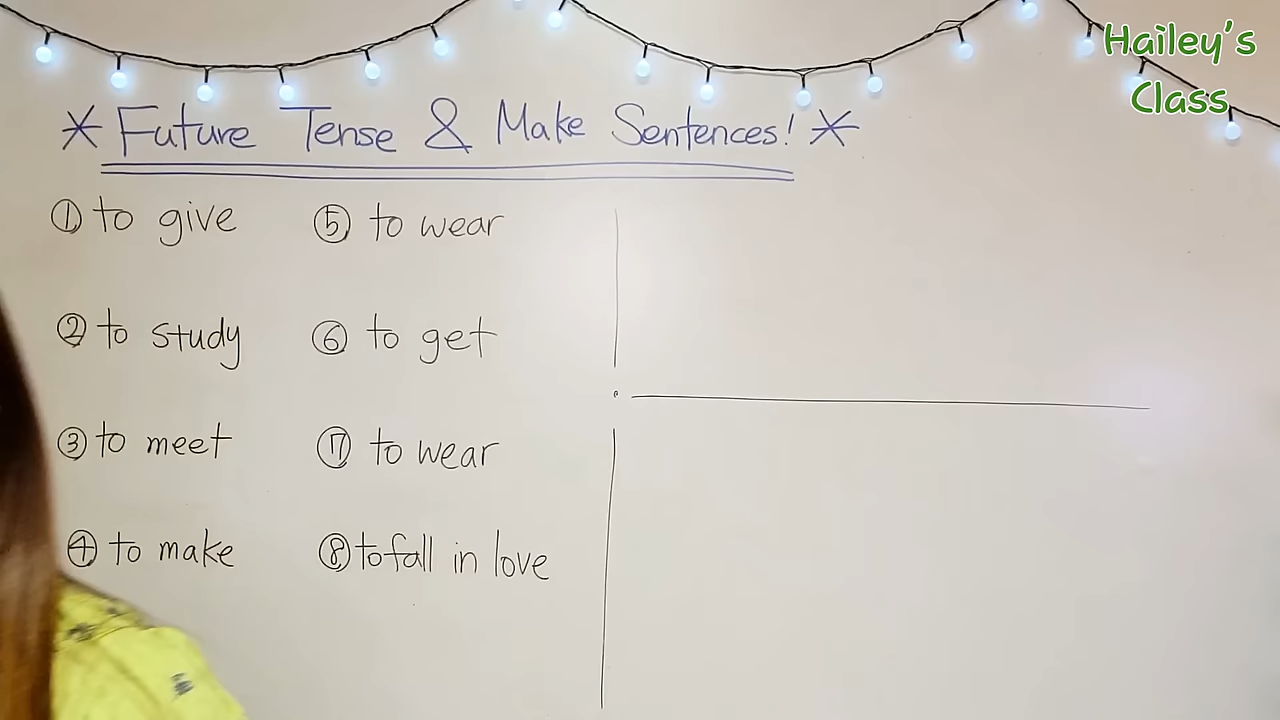 Hailey's
Class
* Future Tense & Make Sentences! *
① to give
② to study
③ to meet
④ to make
⑤ to wear
⑥ to get
⑦ to wear
⑧ to fall in love